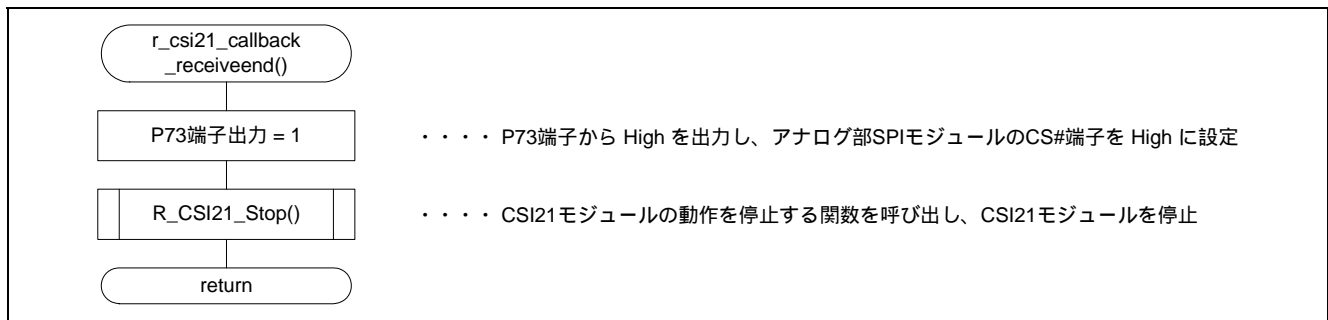 r_csi21_callback
_receiveend()
P73端子出力 = 1
・・・・ P73端子から High を出力し、アナログ部SPIモジュールのCS#端子を High に設定
R_CSI21_Stop()
・・・・ CSI21モジュールの動作を停止する関数を呼び出し、CSI21モジュールを停止
return